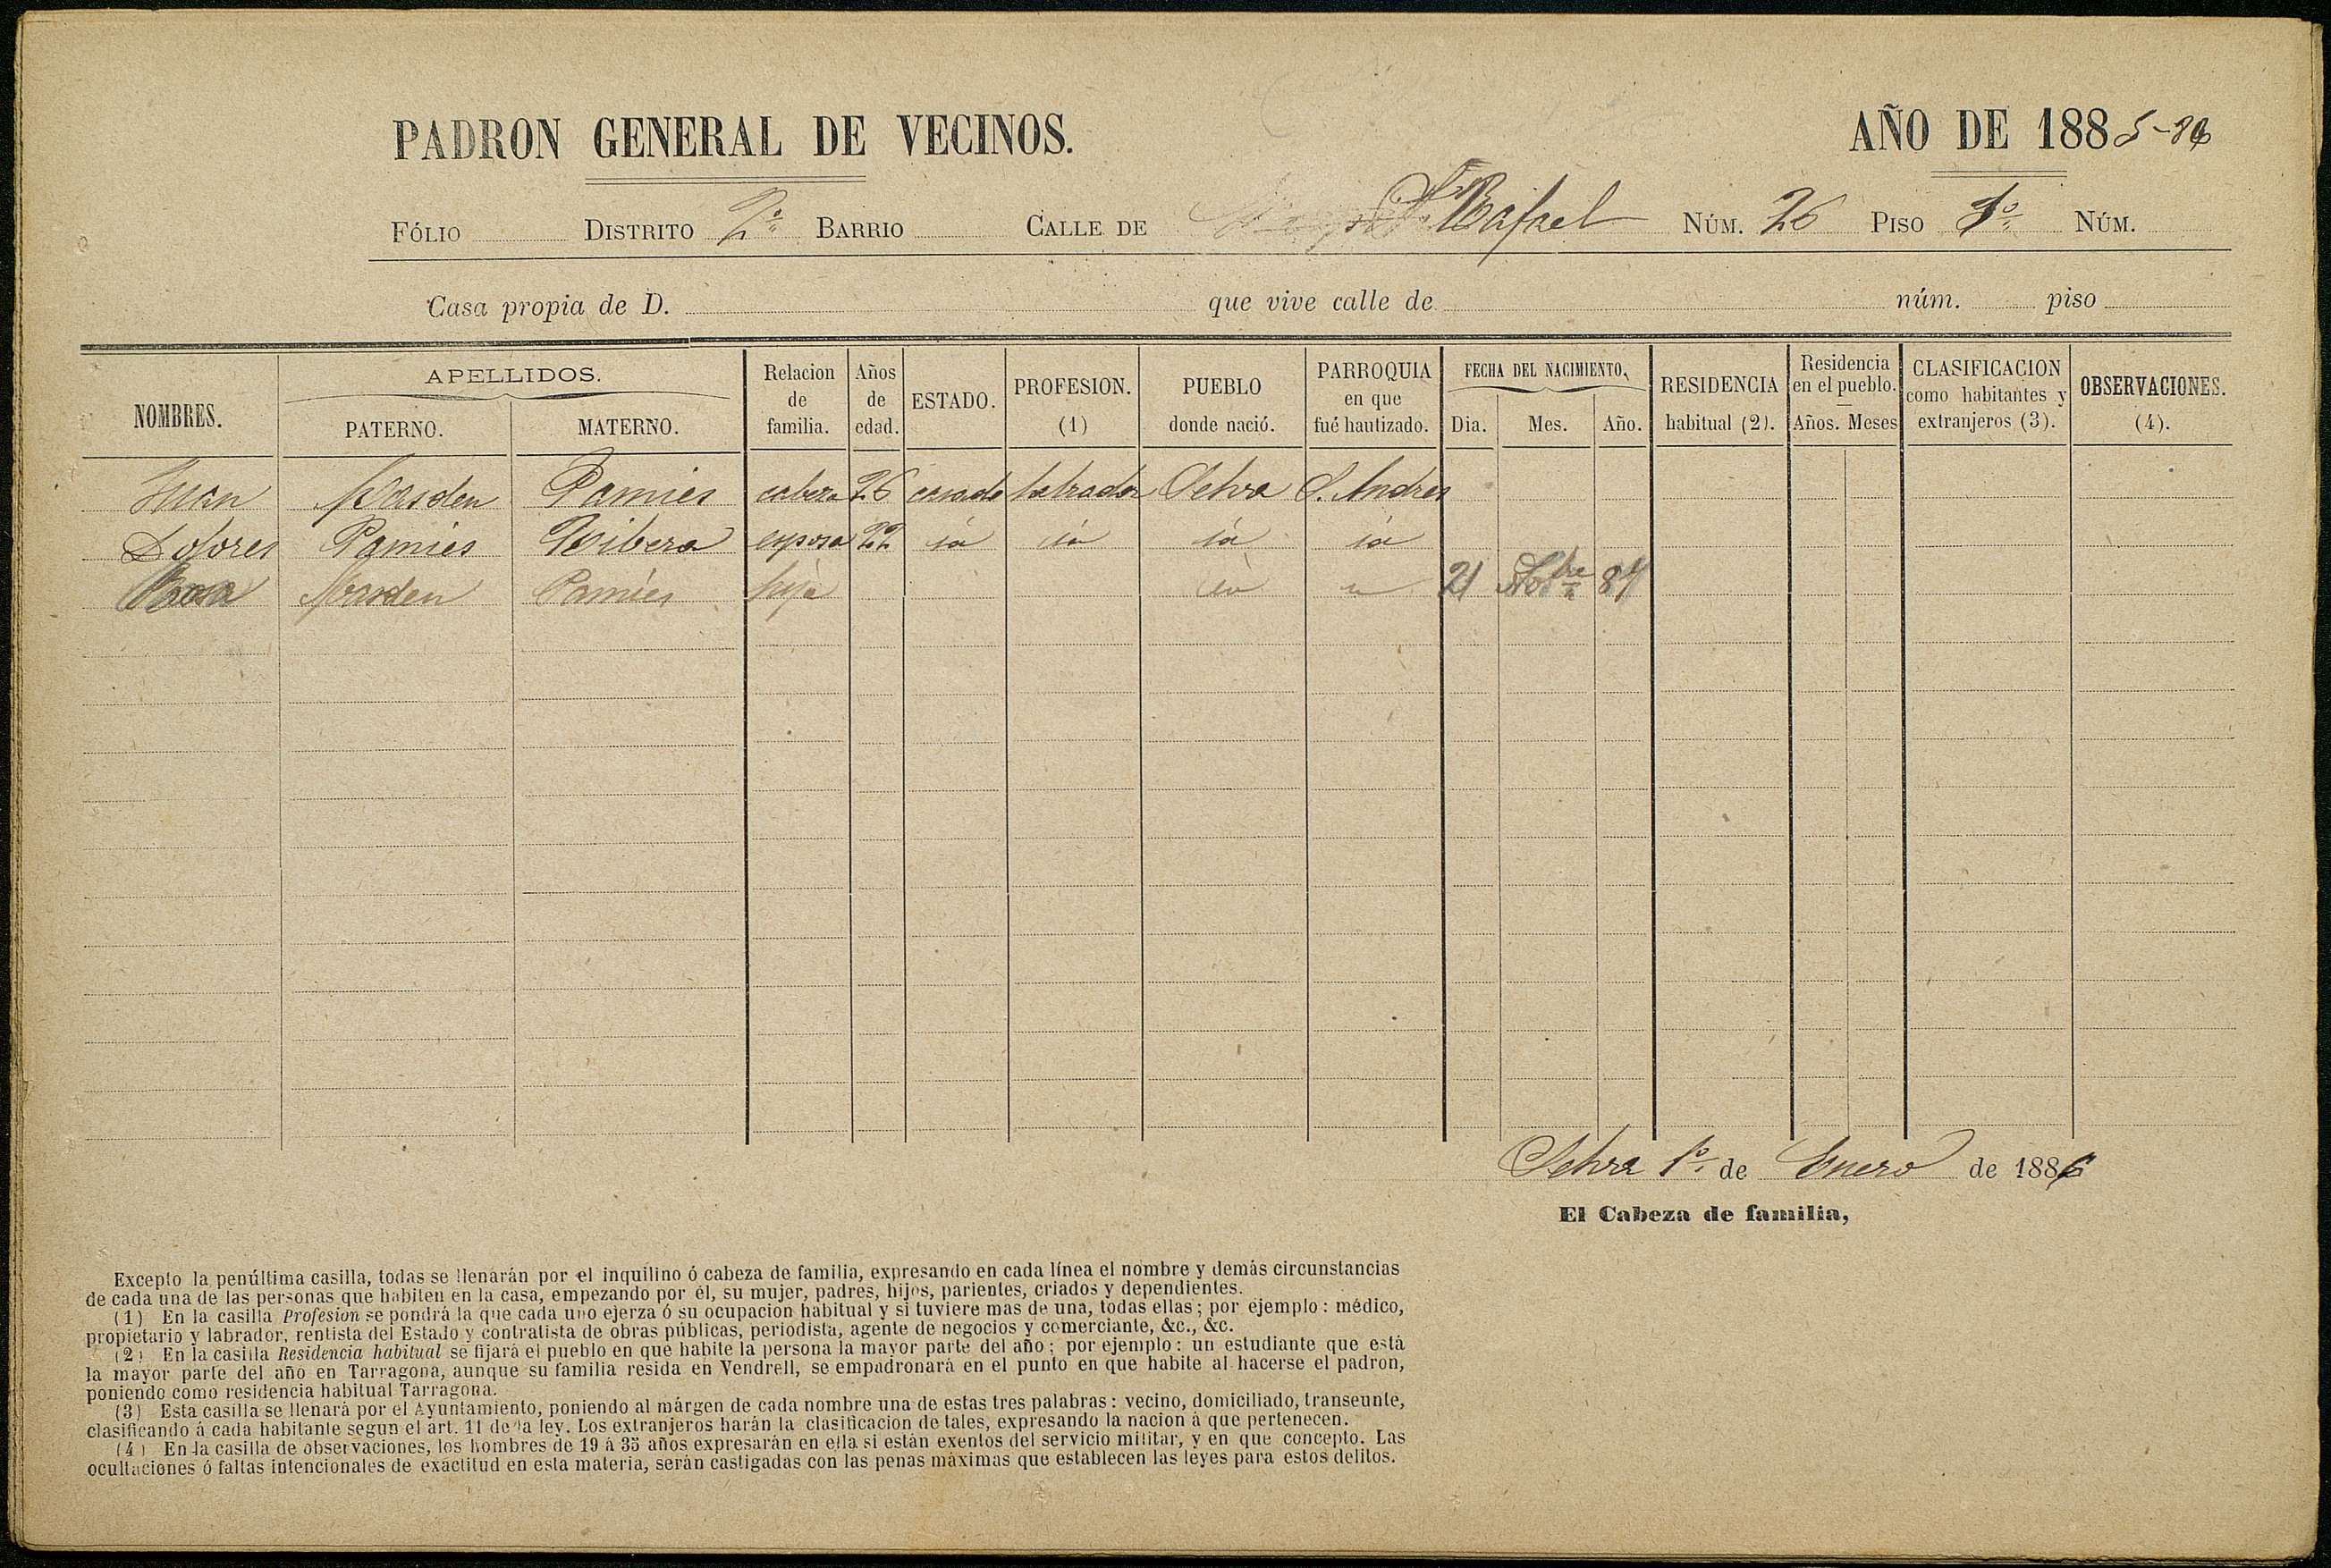 PADRON GENERAL DE VECINOS. AÑO DE 1885-86
FÓLIO DISTRITO 2º BARRIO CALLE DE S. Rafael NÚM. 26 PISO 1º NÚM.
Casa propia de D. que vive calle de núm. piso
NOMBRES. APELLIDOS. PATERNO. MATERNO. Relacion de familia. Años de edad. ESTADO. PROFESION. (1) PUEBLO donde nació. PARROQUIA en que fué bautizado. FECHA DEL NACIMIENTO. Dia. Mes. Año. RESIDENCIA habitual (2). Residencia en el pueblo. Años. Meses CLASIFICACION como habitantes y extranjeros (3). OBSERVACIONES. (4).
Juan Masden Pamies cabeza 26 casado labrador Selva S. Andres
Dolores Pamies Ribera esposa 22 id id id id
Rosa Masden Pamies hija id 21 84
Selva 1º de Enero de 1886
El Cabeza de familia,
Excepto la penúltima casilla, todas se llenarán por el inquilino ó cabeza de familia, expresando en cada línea el nombre y demás circunstancias
de cada una de las personas que habiten en la casa, empezando por él, su mujer, padres, hijos, parientes, criados y dependientes.
(1) En la casilla Profesion se pondrá la que cada uno ejerza ó su ocupacion habitual y si tuviere mas de una, todas ellas; por ejemplo: médico,
propietario y labrador, rentista del Estado y contratista de obras públicas, periodista, agente de negocios y comerciante, &c., &c.
(2) En la casilla Residencia habitual se fijará el pueblo en que habite la persona la mayor parte del año; por ejemplo: un estudiante que está
la mayor parte del año en Tarragona, aunque su familia resida en Vendrell, se empadronará en el punto en que habite al hacerse el padron,
poniendo como residencia habitual Tarragona.
(3) Esta casilla se llenará por el Ayuntamiento, poniendo al márgen de cada nombre una de estas tres palabras: vecino, domiciliado, transeunte,
clasificando á cada habitante segun el art. 11 de la ley. Los extranjeros harán la clasificacion de tales, expresando la nacion á que pertenecen.
(4) En la casilla de observaciones, los hombres de 19 á 35 años expresarán en ella si están exentos del servicio militar, y en que concepto. Las
ocultaciones ó faltas intencionales de exactitud en esta materia, serán castigadas con las penas máximas que establecen las leyes para estos delitos.